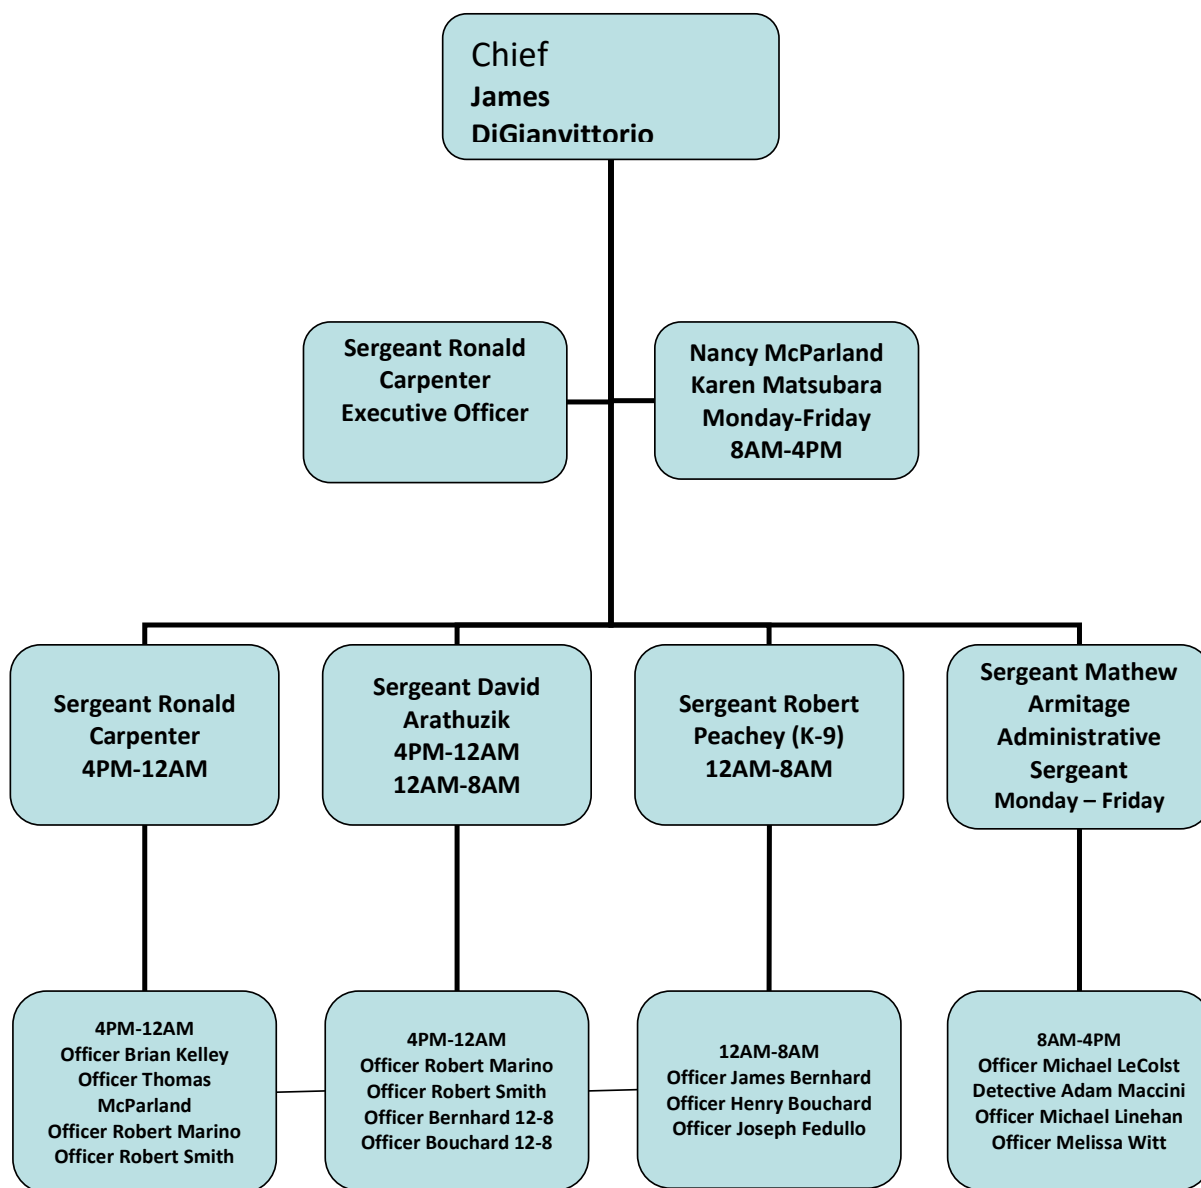 Chief
James
DiGianvittorio
Sergeant Ronald
Carpenter
Executive Officer
Nancy McParland
Karen Matsubara
Monday-Friday
8AM-4PM
Sergeant Ronald
Carpenter
4PM-12AM
Sergeant David
Arathuzik
4PM-12AM
12AM-8AM
Sergeant Robert
Peachey (K-9)
12AM-8AM
Sergeant Mathew
Armitage
Administrative
Sergeant
Monday – Friday
4PM-12AM
Officer Brian Kelley
Officer Thomas
McParland
Officer Robert Marino
Officer Robert Smith
4PM-12AM
Officer Robert Marino
Officer Robert Smith
Officer Bernhard 12-8
Officer Bouchard 12-8
12AM-8AM
Officer James Bernhard
Officer Henry Bouchard
Officer Joseph Fedullo
8AM-4PM
Officer Michael LeColst
Detective Adam Maccini
Officer Michael Linehan
Officer Melissa Witt